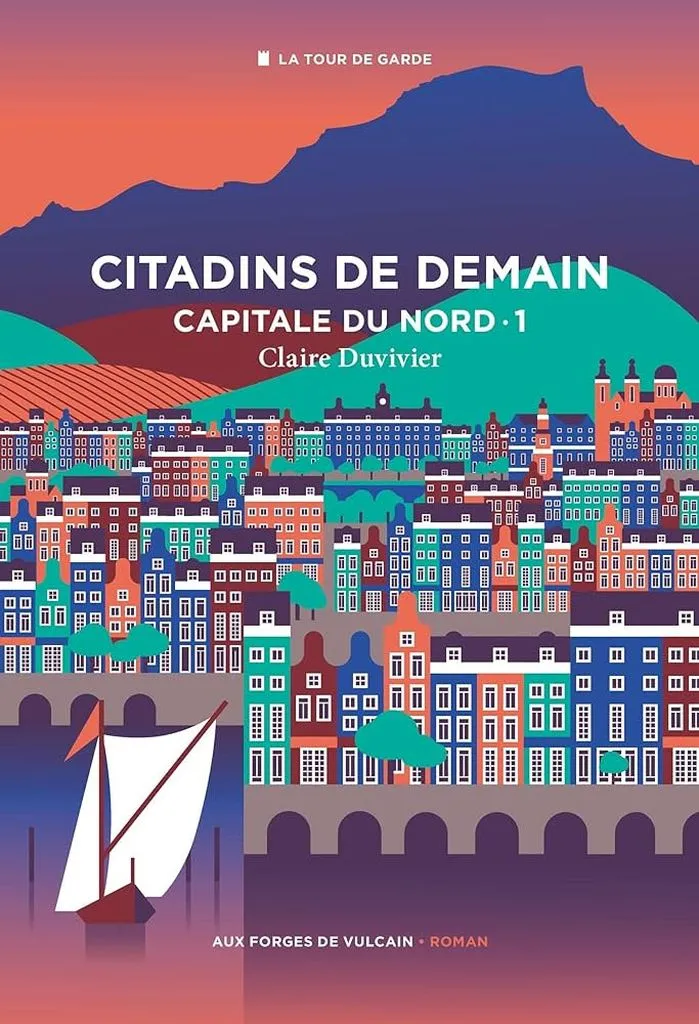 LA TOUR DE GARDE
CITADINS DE DEMAIN
CAPITALE DU NORD · 1
Claire Duvivier
AUX FORGES DE VULCAIN • ROMAN